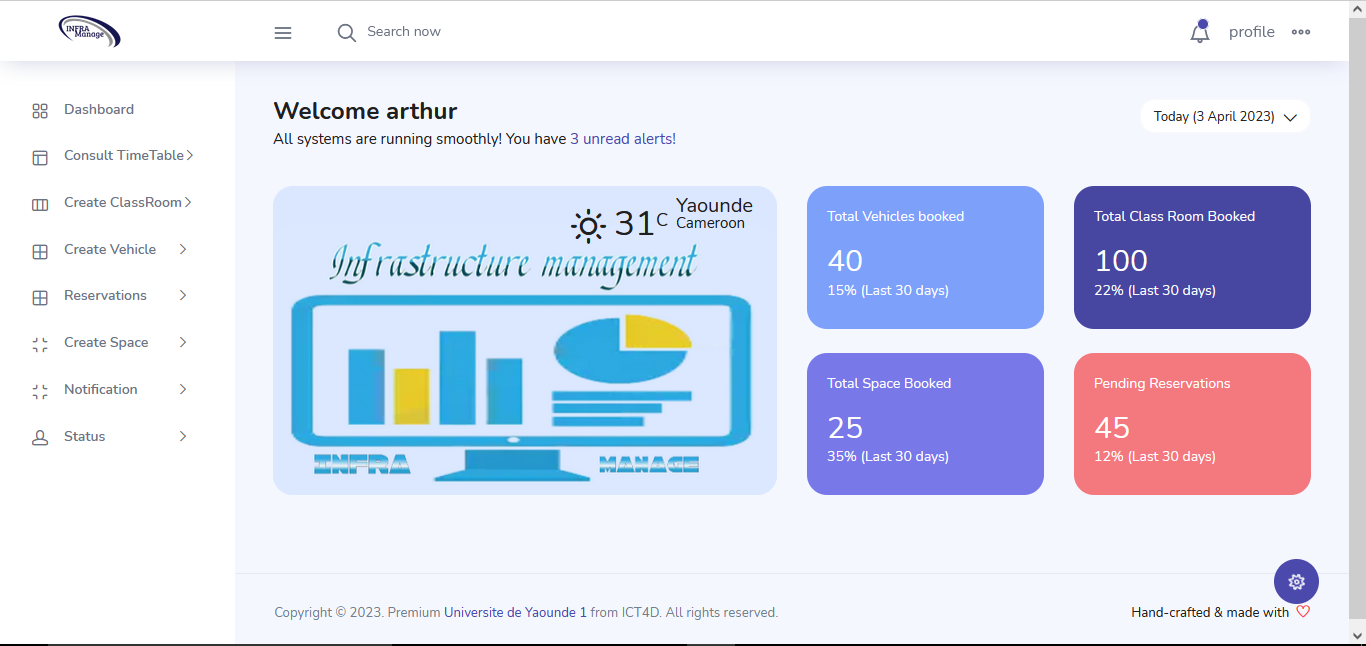 INFRA
Manage
Search now
profile
Dashboard
Consult TimeTable
Create ClassRoom
Create Vehicle
Reservations
Create Space
Notification
Status
Welcome arthur
All systems are running smoothly! You have 3 unread alerts!
Today (3 April 2023)
31 C
Yaounde
Cameroon
Infrastructure management
INFRA MANAGE
Total Vehicles booked
40
15% (Last 30 days)
Total Class Room Booked
100
22% (Last 30 days)
Total Space Booked
25
35% (Last 30 days)
Pending Reservations
45
12% (Last 30 days)
Copyright © 2023. Premium Universite de Yaounde 1 from ICT4D. All rights reserved.
Hand-crafted & made with